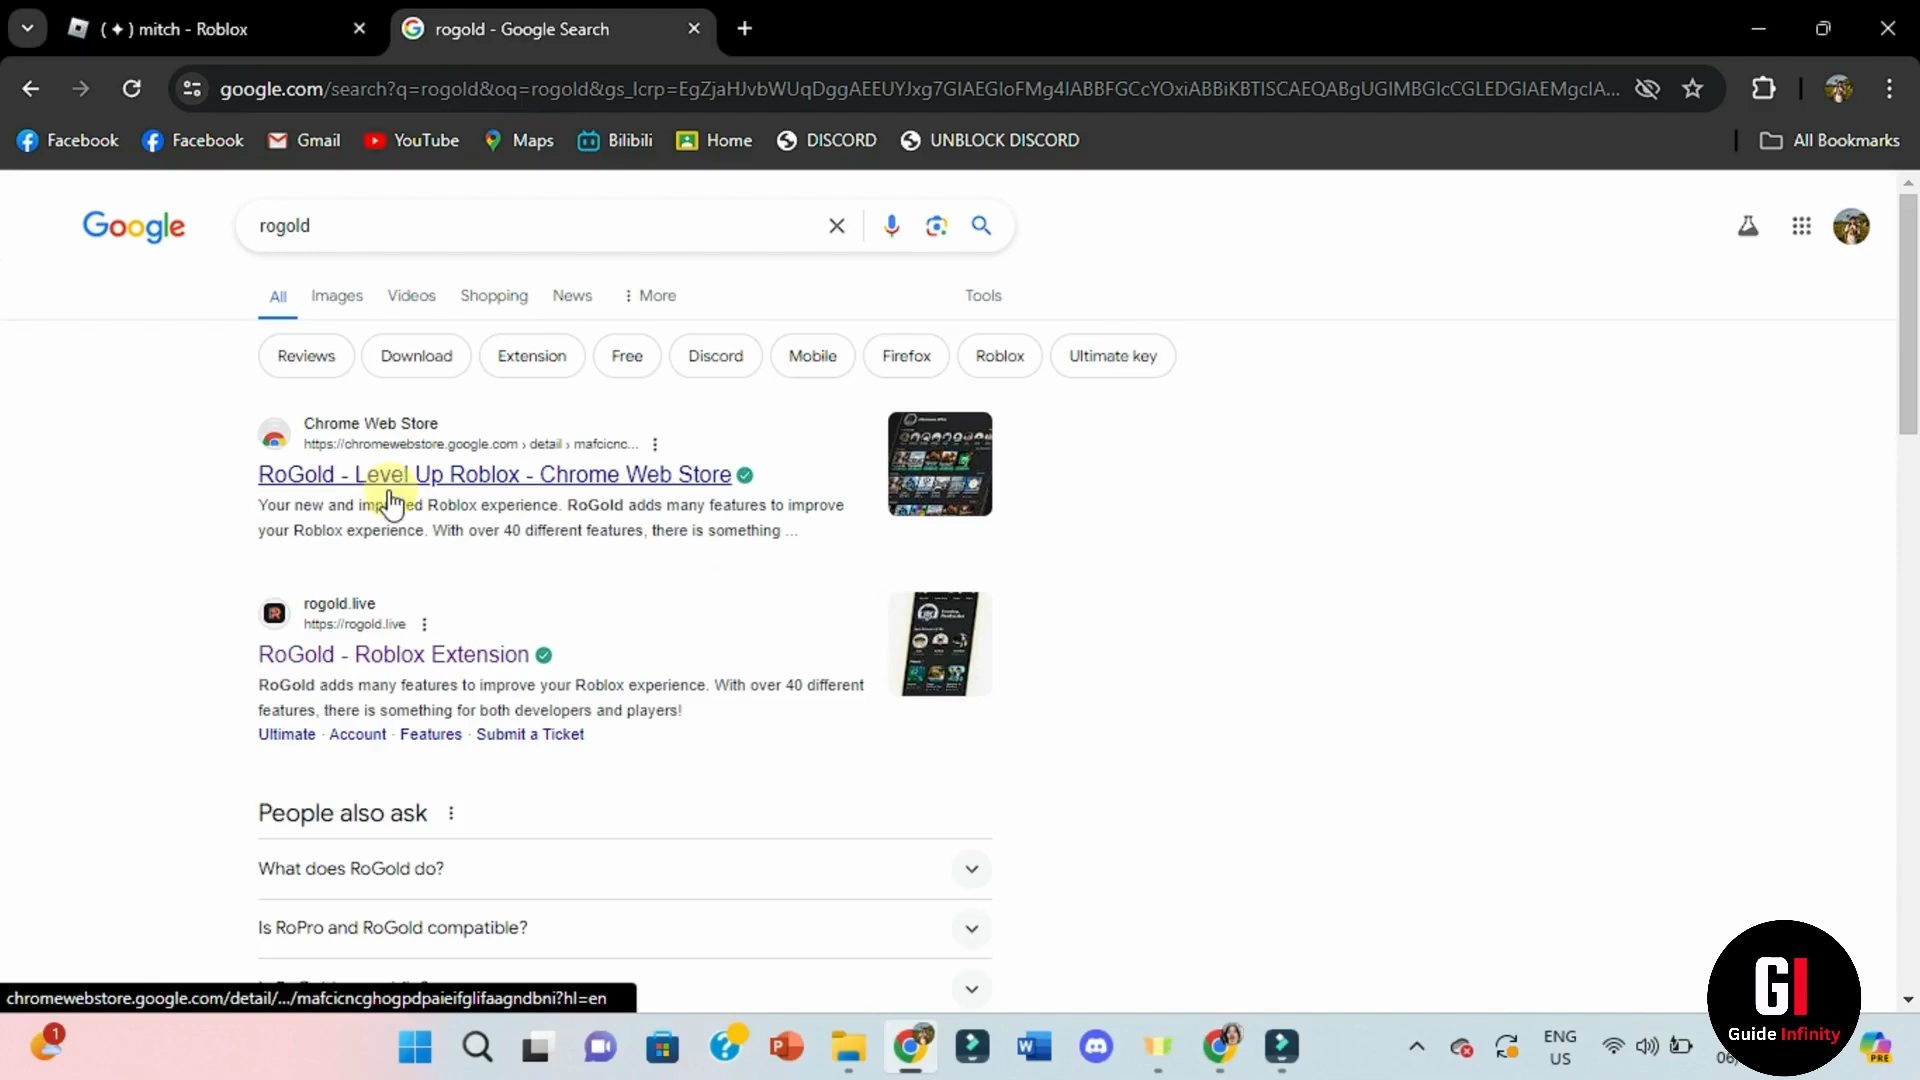 ( ✦ ) mitch - Roblox
rogold - Google Search
google.com/search?q=rogold&oq=rogold&gs_lcrp=EgZjaHJvbWUqDggAEEUYJxg7GIAEGIoFMg4IABBFGCcYOxiABBiKBTISCAEQABgUGIMBGIcCGLEDGIAEMgcIA...
Facebook
Facebook
Gmail
YouTube
Maps
Bilibili
Home
DISCORD
UNBLOCK DISCORD
All Bookmarks
Google
rogold
All
Images
Videos
Shopping
News
More
Tools
Reviews
Download
Extension
Free
Discord
Mobile
Firefox
Roblox
Ultimate key
Chrome Web Store
https://chromewebstore.google.com › detail › mafcicnc...
RoGold - Level Up Roblox - Chrome Web Store
Your new and improved Roblox experience. RoGold adds many features to improve
your Roblox experience. With over 40 different features, there is something ...
rogold.live
https://rogold.live
RoGold - Roblox Extension
RoGold adds many features to improve your Roblox experience. With over 40 different
features, there is something for both developers and players!
Ultimate · Account · Features · Submit a Ticket
People also ask
What does RoGold do?
Is RoPro and RoGold compatible?
chromewebstore.google.com/detail/.../mafcicncghogpdpaieifglifaagndbni?hl=en
1
ENG
US
06
PRE
GI
Guide Infinity